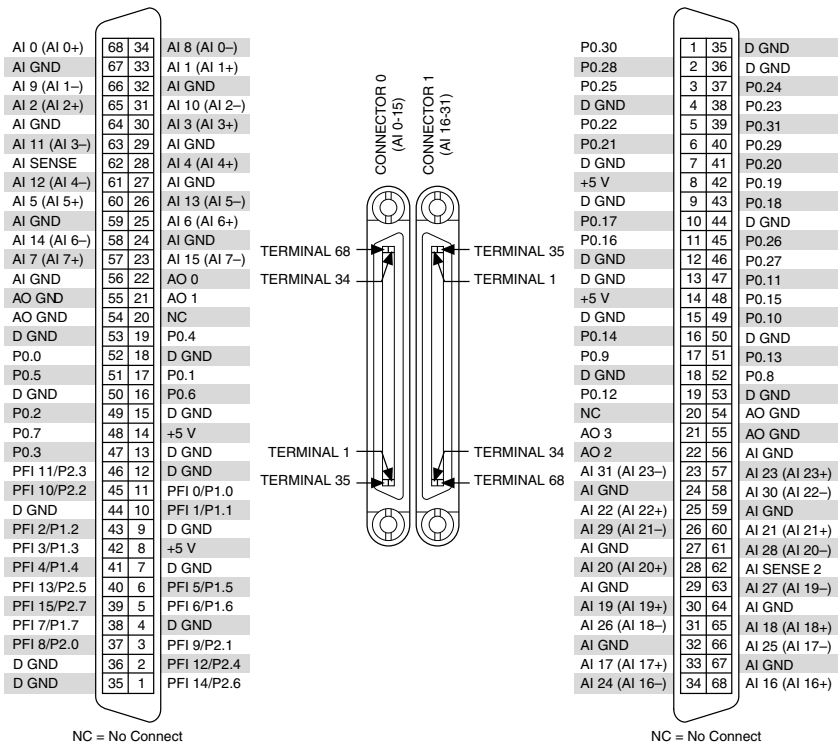 AI 0 (AI 0+) 68 34 AI 8 (AI 0–)
AI GND 67 33 AI 1 (AI 1+)
AI 9 (AI 1–) 66 32 AI GND
AI 2 (AI 2+) 65 31 AI 10 (AI 2–)
AI GND 64 30 AI 3 (AI 3+)
AI 11 (AI 3–) 63 29 AI GND
AI SENSE 62 28 AI 4 (AI 4+)
AI 12 (AI 4–) 61 27 AI GND
AI 5 (AI 5+) 60 26 AI 13 (AI 5–)
AI GND 59 25 AI 6 (AI 6+)
AI 14 (AI 6–) 58 24 AI GND
AI 7 (AI 7+) 57 23 AI 15 (AI 7–)
AI GND 56 22 AO 0
AO GND 55 21 AO 1
AO GND 54 20 NC
D GND 53 19 P0.4
P0.0 52 18 D GND
P0.5 51 17 P0.1
D GND 50 16 P0.6
P0.2 49 15 D GND
P0.7 48 14 +5 V
P0.3 47 13 D GND
PFI 11/P2.3 46 12 D GND
PFI 10/P2.2 45 11 PFI 0/P1.0
D GND 44 10 PFI 1/P1.1
PFI 2/P1.2 43 9 D GND
PFI 3/P1.3 42 8 +5 V
PFI 4/P1.4 41 7 D GND
PFI 13/P2.5 40 6 PFI 5/P1.5
PFI 15/P2.7 39 5 PFI 6/P1.6
PFI 7/P1.7 38 4 D GND
PFI 8/P2.0 37 3 PFI 9/P2.1
D GND 36 2 PFI 12/P2.4
D GND 35 1 PFI 14/P2.6
NC = No Connect
CONNECTOR 0
(AI 0-15)
CONNECTOR 1
(AI 16-31)
TERMINAL 68
TERMINAL 34
TERMINAL 35
TERMINAL 1
TERMINAL 1
TERMINAL 35
TERMINAL 34
TERMINAL 68
P0.30 1 35 D GND
P0.28 2 36 D GND
P0.25 3 37 P0.24
D GND 4 38 P0.23
P0.22 5 39 P0.31
P0.21 6 40 P0.29
D GND 7 41 P0.20
+5 V 8 42 P0.19
D GND 9 43 P0.18
P0.17 10 44 D GND
P0.16 11 45 P0.26
D GND 12 46 P0.27
D GND 13 47 P0.11
+5 V 14 48 P0.15
D GND 15 49 P0.10
P0.14 16 50 D GND
P0.9 17 51 P0.13
D GND 18 52 P0.8
P0.12 19 53 D GND
NC 20 54 AO GND
AO 3 21 55 AO GND
AO 2 22 56 AI GND
AI 31 (AI 23–) 23 57 AI 23 (AI 23+)
AI GND 24 58 AI 30 (AI 22–)
AI 22 (AI 22+) 25 59 AI GND
AI 29 (AI 21–) 26 60 AI 21 (AI 21+)
AI GND 27 61 AI 28 (AI 20–)
AI 20 (AI 20+) 28 62 AI SENSE 2
AI GND 29 63 AI 27 (AI 19–)
AI 19 (AI 19+) 30 64 AI GND
AI 26 (AI 18–) 31 65 AI 18 (AI 18+)
AI GND 32 66 AI 25 (AI 17–)
AI 17 (AI 17+) 33 67 AI GND
AI 24 (AI 16–) 34 68 AI 16 (AI 16+)
NC = No Connect